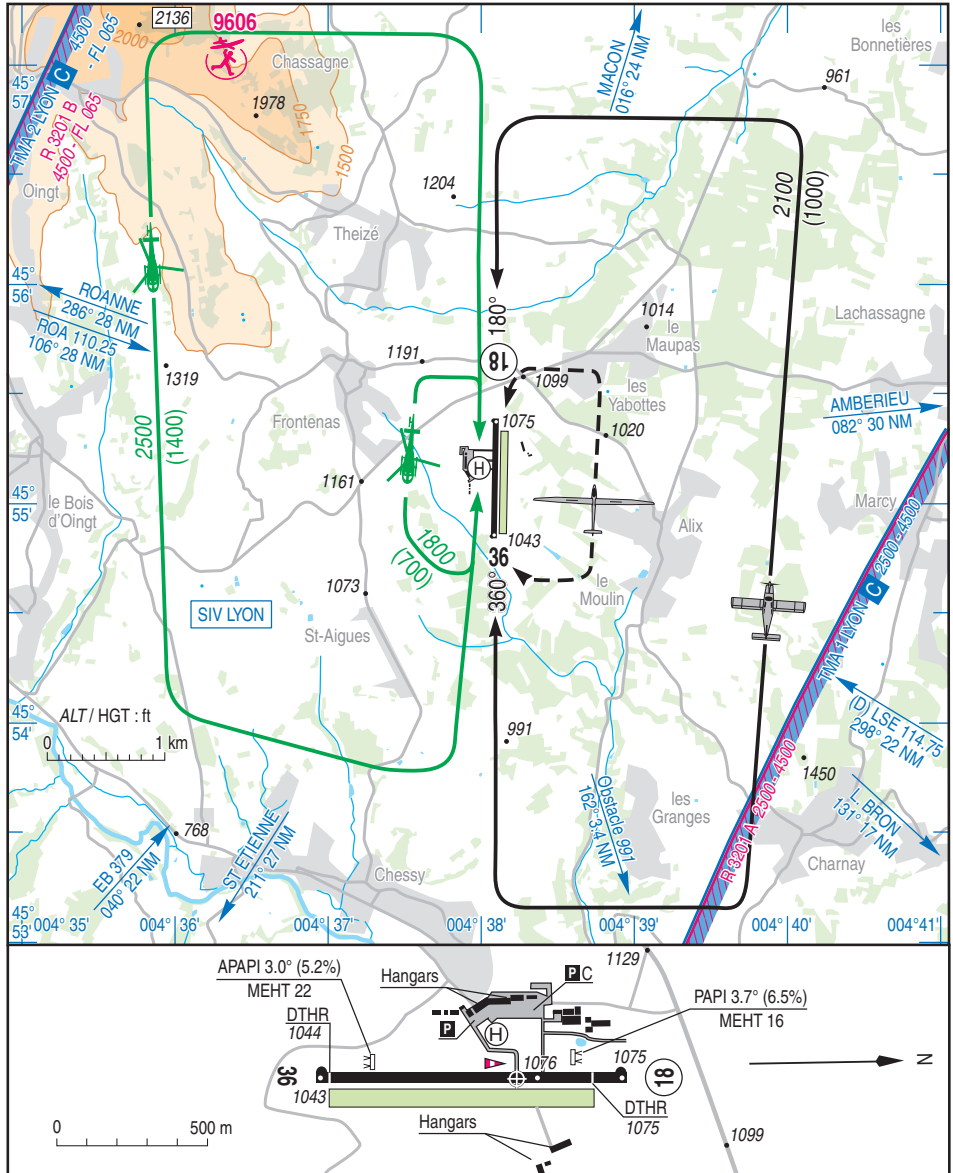 2136
9606
2000
Chassagne
MACON
016° 24 NM
les
Bonnetières
961
45°
57'
TMA 2 LYON C 4500
- FL 065
R 3201 B
4500 - FL 065
1978
1750
1500
Oingt
1204
Theizé
2100
(1000)
45°
56'
ROANNE
286° 28 NM
ROA 110.25
106° 28 NM
180°
1014
le
Maupas
Lachassagne
1319
1191
18
1099
les
Yabottes
AMBERIEU
082° 30 NM
2500
(1400)
Frontenas
1075
1020
H
1161
45°
55'
le Bois
d'Oingt
Marcy
Alix
1043
1800
(700)
36
360°
le
Moulin
1073
SIV LYON
St-Aigues
TMA 1 LYON C 2500 - 4500
45°
54'
ALT / HGT : ft
0 1 km
991
(D) LSE 114.75
298° 22 NM
1450
Obstacle 991
162° 3.4 NM
les
Granges
R 3201 A 2500-4500
L. BRON
131° 17 NM
768
EB 379
040° 22 NM
ST ETIENNE
211° 27 NM
Chessy
Charnay
45°
53'
004° 35'
004° 36'
004° 37'
004° 38'
004° 39'
004° 40'
004° 41'
APAPI 3.0° (5.2%)
MEHT 22
Hangars
P C
1129
PAPI 3.7° (6.5%)
MEHT 16
DTHR
1044
P
H
1076
1075
N
36
18
1043
DTHR
1075
Hangars
0 500 m
1099